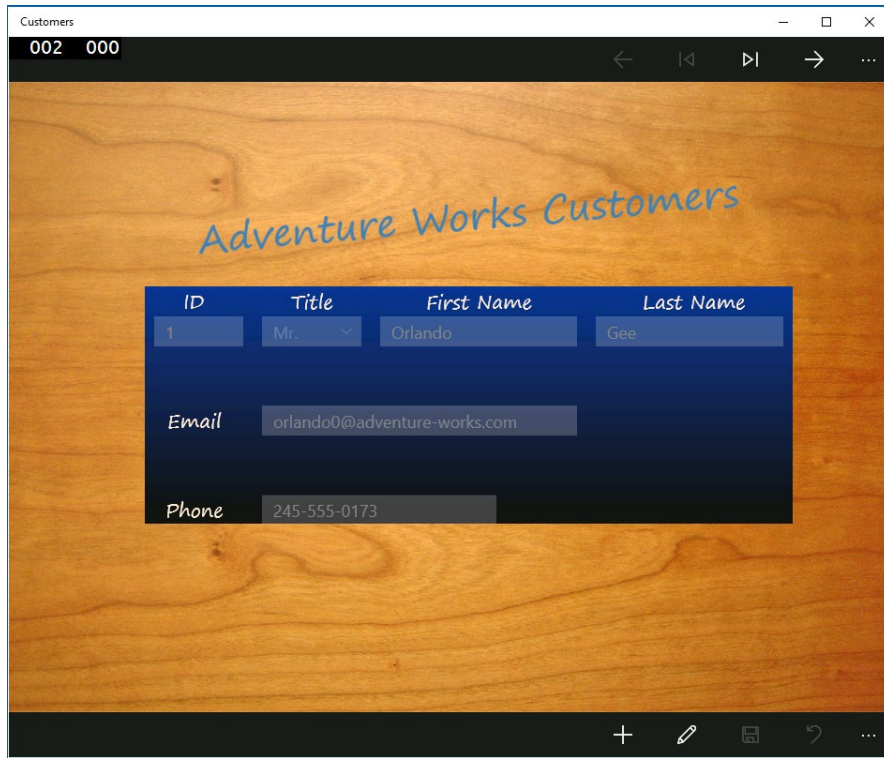 Customers
002 000
Adventure Works Customers
ID Title First Name Last Name
1 Mr. Orlando Gee
Email orlando0@adventure-works.com
Phone 245-555-0173